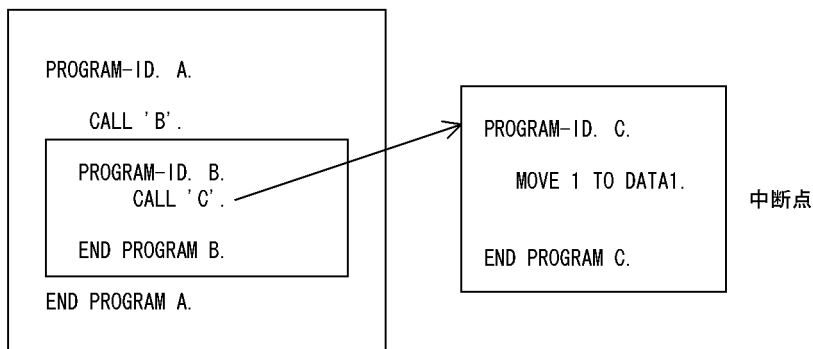 PROGRAM-ID. A.
CALL 'B'.
PROGRAM-ID. B.
CALL 'C'.
END PROGRAM B.
END PROGRAM A.
PROGRAM-ID. C.
MOVE 1 TO DATA1.
END PROGRAM C.
中断点